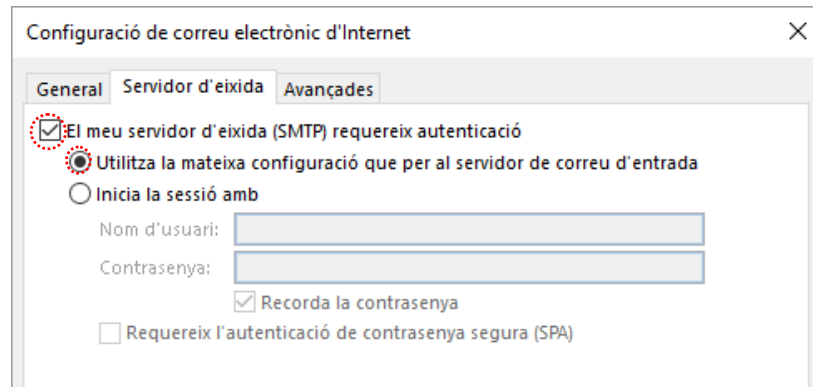 Configuració de correu electrònic d'Internet
General Servidor d'eixida Avançades
El meu servidor d'eixida (SMTP) requereix autenticació
Utilitza la mateixa configuració que per al servidor de correu d'entrada
Inicia la sessió amb
Nom d'usuari:
Contrasenya:
Recorda la contrasenya
Requereix l'autenticació de contrasenya segura (SPA)